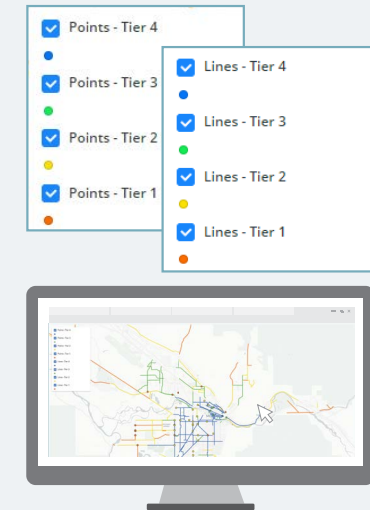 Points - Tier 4
Points - Tier 3
Points - Tier 2
Points - Tier 1
Lines - Tier 4
Lines - Tier 3
Lines - Tier 2
Lines - Tier 1